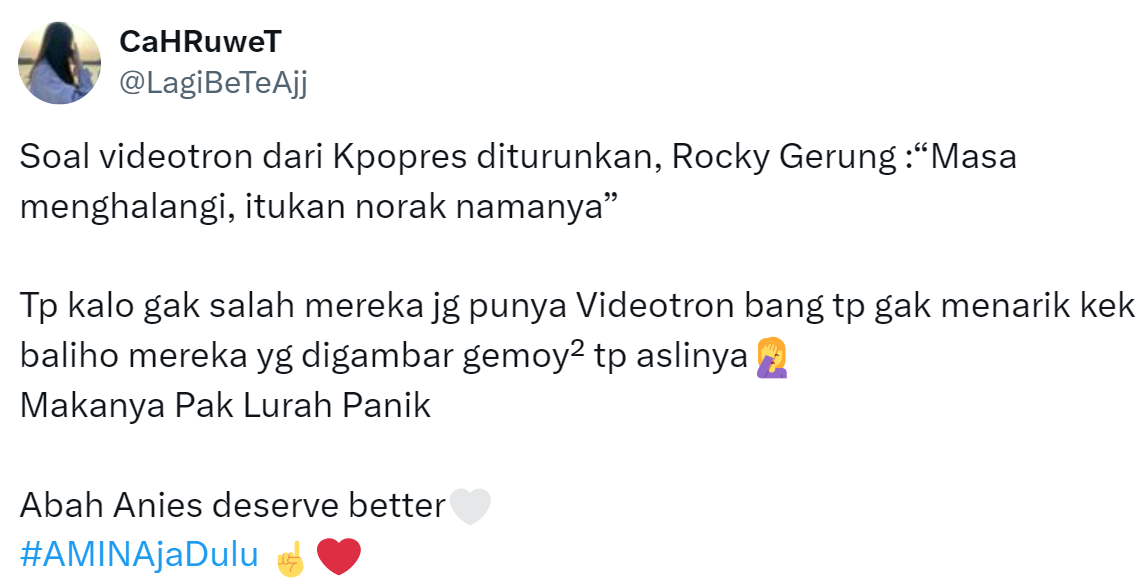 CaHRuweT
@LagiBeTeAjj
Soal videotron dari Kpopres diturunkan, Rocky Gerung :“Masa
menghalangi, itukan norak namanya”
Tp kalo gak salah mereka jg punya Videotron bang tp gak menarik kek
baliho mereka yg digambar gemoy² tp aslinya🤦‍♀️
Makanya Pak Lurah Panik
Abah Anies deserve better🤍
#AMINAjaDulu ☝️❤️